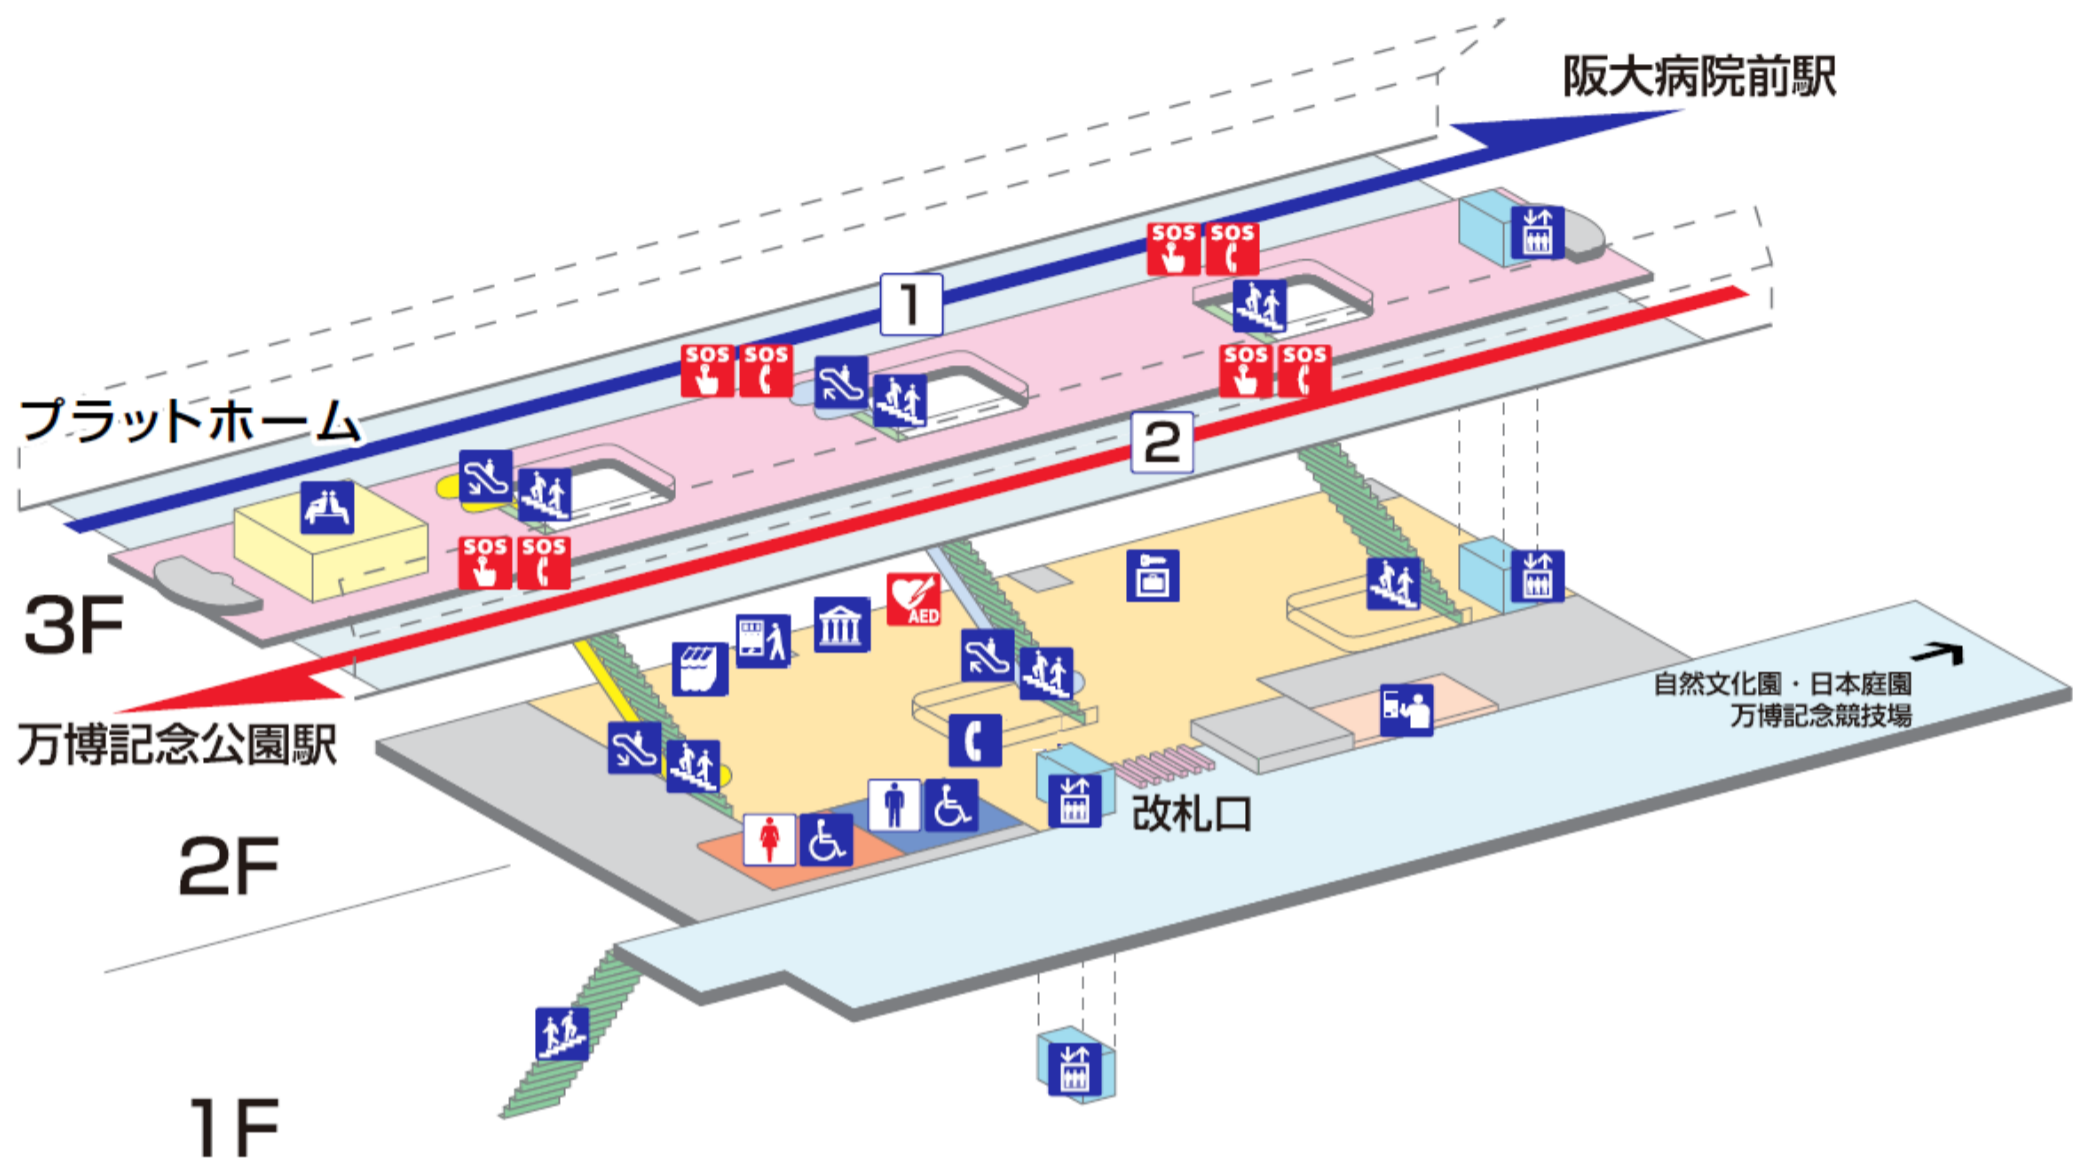 阪大病院前駅
SOS SOS
1
SOS SOS
SOS SOS
プラットホーム
2
SOS SOS
3F
AED
万博記念公園駅
自然文化園・日本庭園
万博記念競技場
改札口
2F
1F